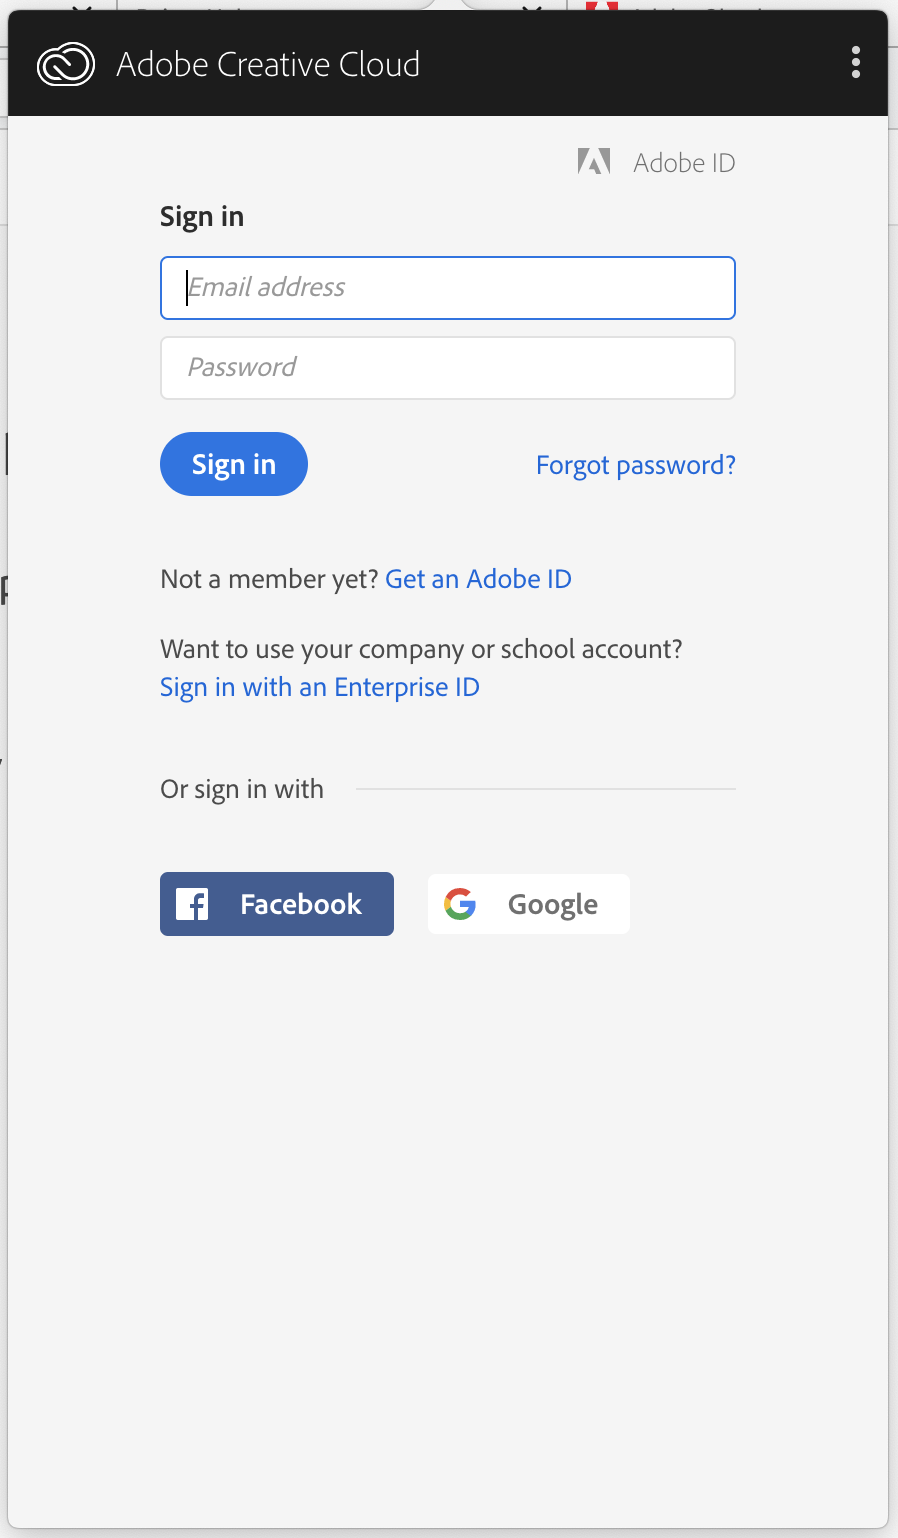 Adobe Creative Cloud
Adobe ID
Sign in
Email address
Password
Sign in
Forgot password?
Not a member yet? Get an Adobe ID
Want to use your company or school account?
Sign in with an Enterprise ID
Or sign in with
Facebook
Google